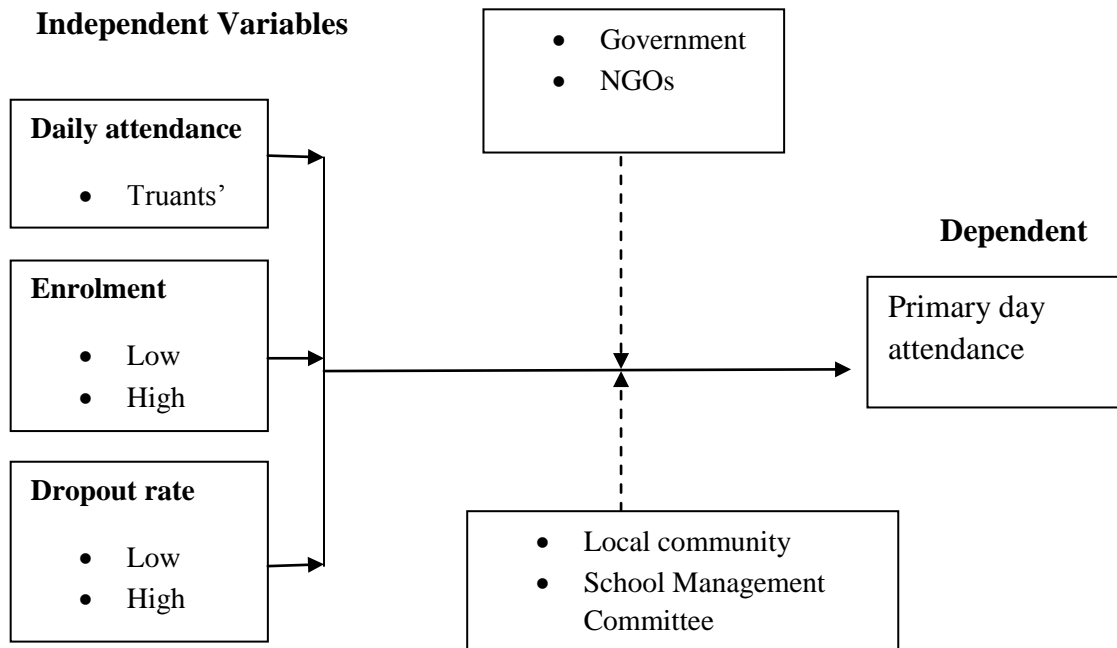 Independent Variables
• Government
• NGOs
Daily attendance
• Truants’
Dependent
Enrolment
• Low
• High
Primary day
attendance
Dropout rate
• Low
• High
• Local community
• School Management
Committee